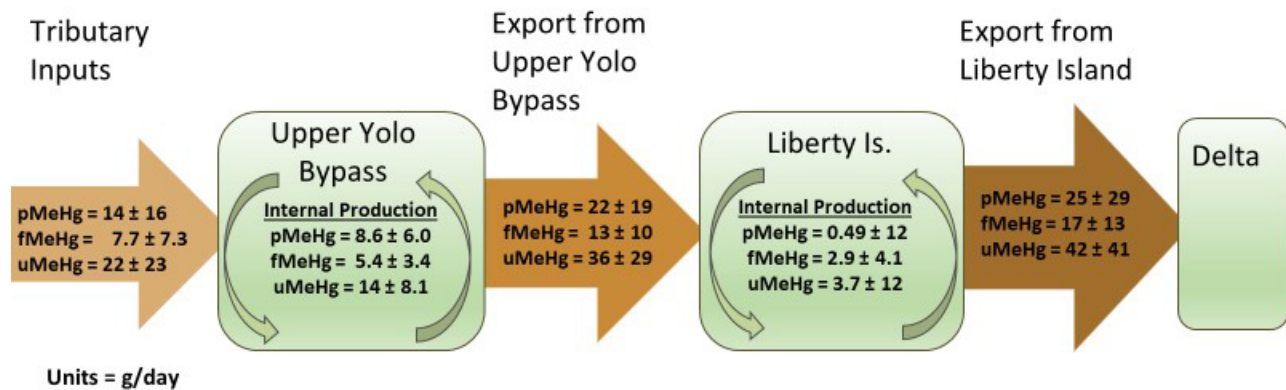 Tributary
Inputs
pMeHg = 14 ± 16
fMeHg = 7.7 ± 7.3
uMeHg = 22 ± 23
Upper Yolo
Bypass
Internal Production
pMeHg = 8.6 ± 6.0
fMeHg = 5.4 ± 3.4
uMeHg = 14 ± 8.1
Export from
Upper Yolo
Bypass
pMeHg = 22 ± 19
fMeHg = 13 ± 10
uMeHg = 36 ± 29
Liberty Is.
Internal Production
pMeHg = 0.49 ± 12
fMeHg = 2.9 ± 4.1
uMeHg = 3.7 ± 12
Export from
Liberty Island
pMeHg = 25 ± 29
fMeHg = 17 ± 13
uMeHg = 42 ± 41
Delta
Units = g/day